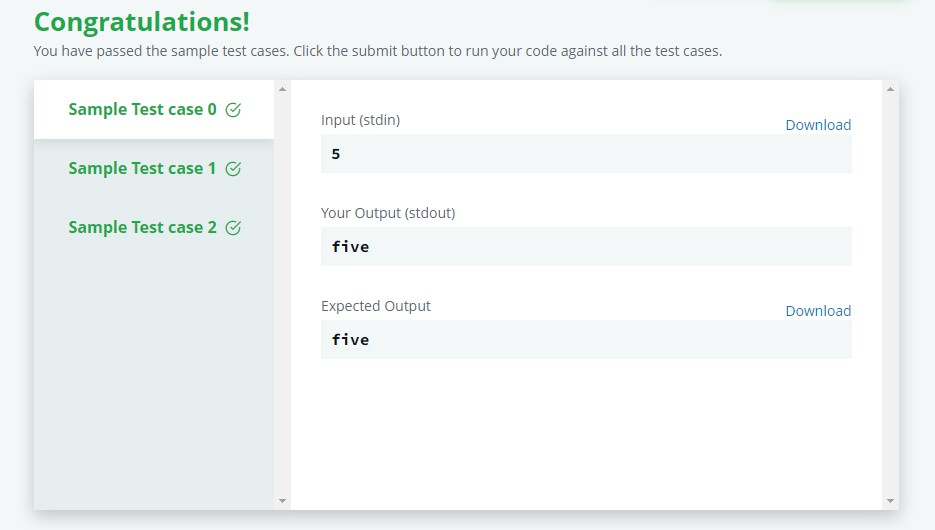 Congratulations!
You have passed the sample test cases. Click the submit button to run your code against all the test cases.
Sample Test case 0
Sample Test case 1
Sample Test case 2
Input (stdin)
Download
5
Your Output (stdout)
five
Expected Output
Download
five